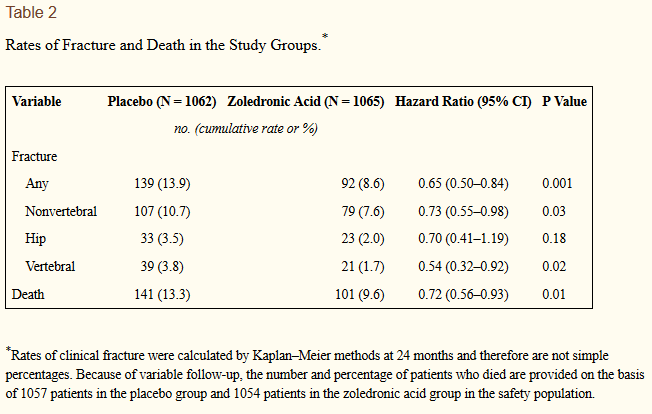 Table 2
Rates of Fracture and Death in the Study Groups.*
Variable Placebo (N = 1062) Zoledronic Acid (N = 1065) Hazard Ratio (95% CI) P Value
no. (cumulative rate or %)
Fracture
Any 139 (13.9) 92 (8.6) 0.65 (0.50–0.84) 0.001
Nonvertebral 107 (10.7) 79 (7.6) 0.73 (0.55–0.98) 0.03
Hip 33 (3.5) 23 (2.0) 0.70 (0.41–1.19) 0.18
Vertebral 39 (3.8) 21 (1.7) 0.54 (0.32–0.92) 0.02
Death 141 (13.3) 101 (9.6) 0.72 (0.56–0.93) 0.01
*Rates of clinical fracture were calculated by Kaplan–Meier methods at 24 months and therefore are not simple
percentages. Because of variable follow-up, the number and percentage of patients who died are provided on the basis
of 1057 patients in the placebo group and 1054 patients in the zoledronic acid group in the safety population.